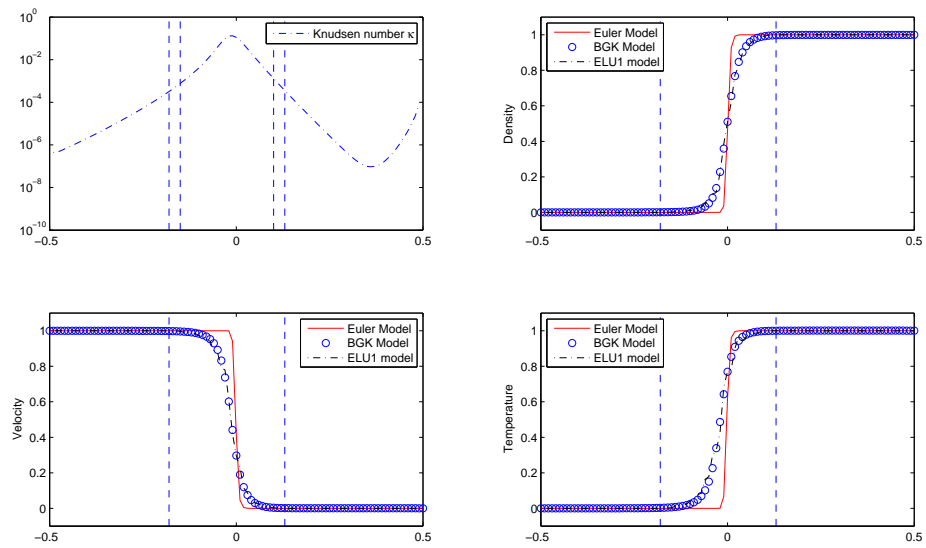 10^0
10^-2
10^-4
10^-6
10^-8
10^-10
−0.5 0 0.5
Knudsen number κ
1
0.8
0.6
0.4
0.2
0
−0.5 0 0.5
Density
Euler Model
BGK Model
ELU1 model
1
0.8
0.6
0.4
0.2
0
−0.5 0 0.5
Velocity
Euler Model
BGK Model
ELU1 model
1
0.8
0.6
0.4
0.2
0
−0.5 0 0.5
Temperature
Euler Model
BGK Model
ELU1 model